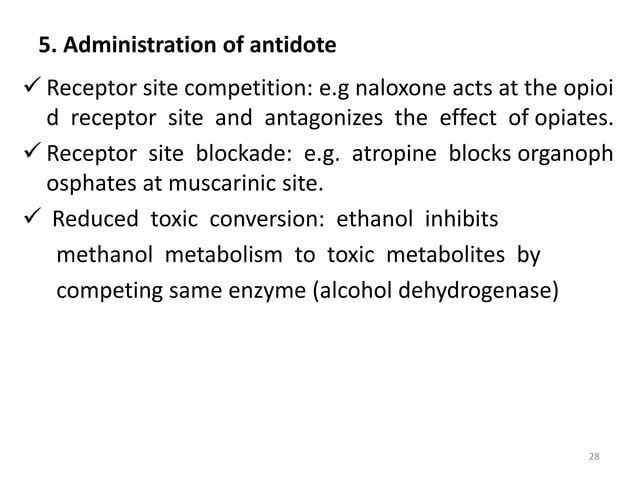 5. Administration of antidote
✓ Receptor site competition: e.g naloxone acts at the opioi
d receptor site and antagonizes the effect of opiates.
✓ Receptor site blockade: e.g. atropine blocks organoph
osphates at muscarinic site.
✓ Reduced toxic conversion: ethanol inhibits
methanol metabolism to toxic metabolites by
competing same enzyme (alcohol dehydrogenase)
28